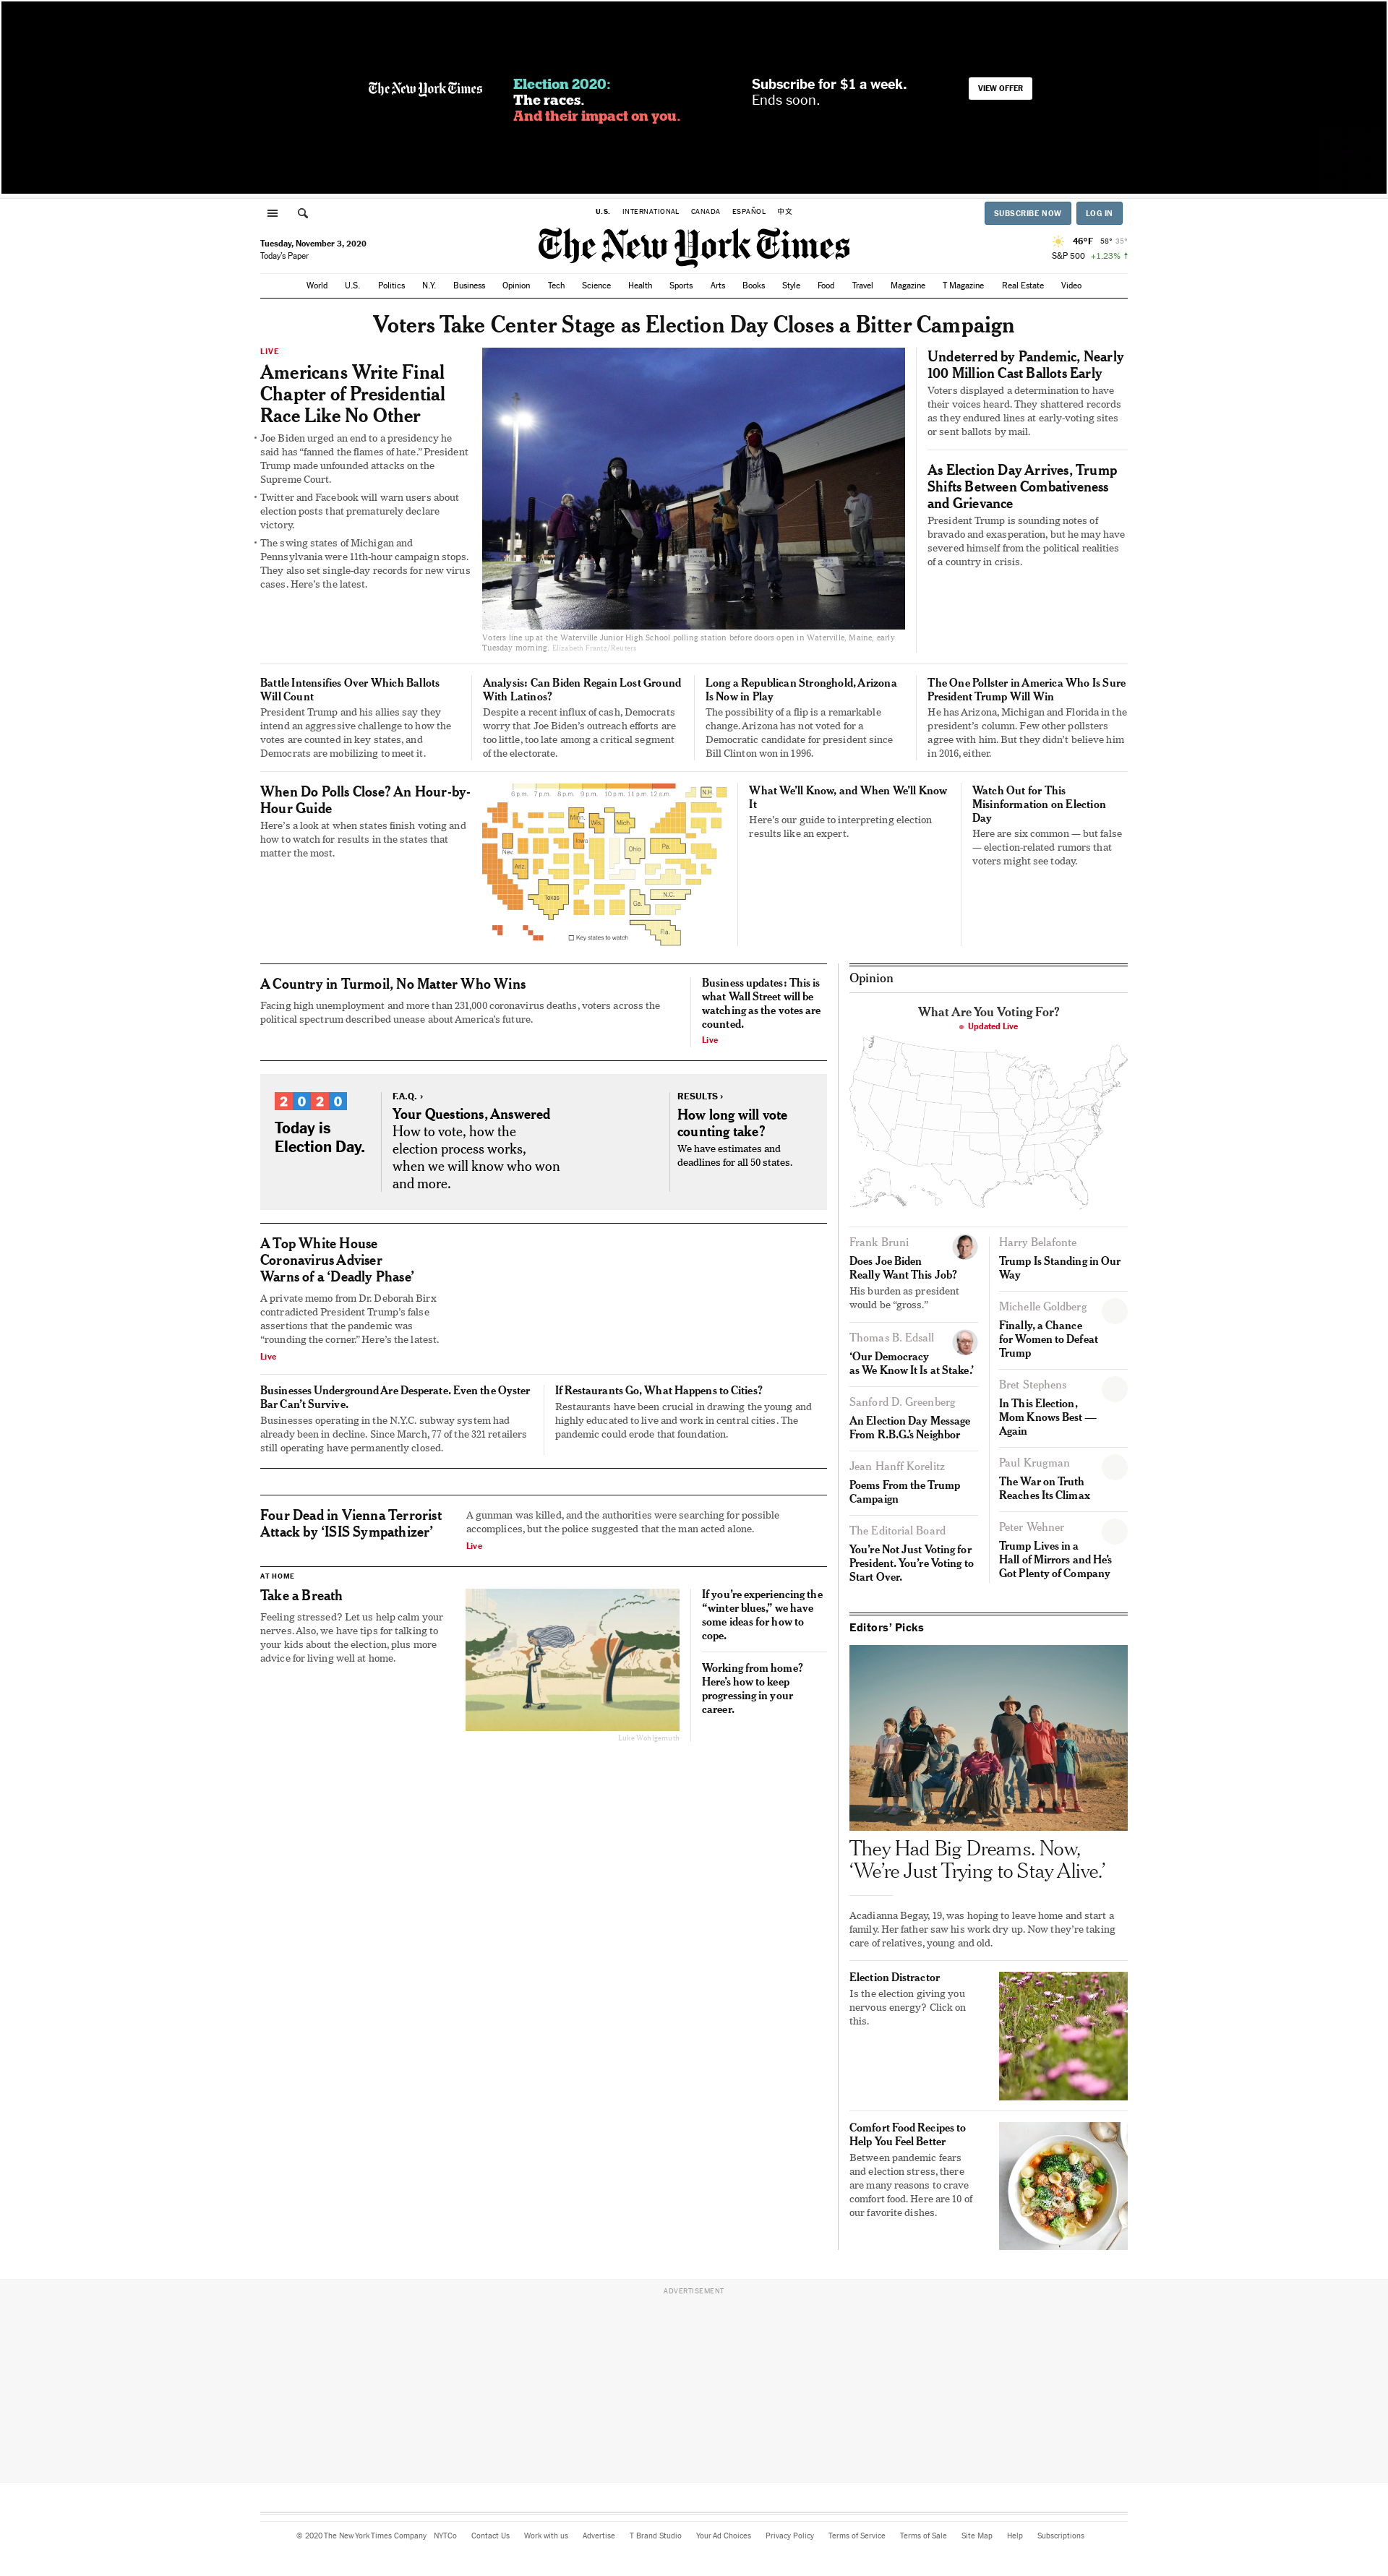 The New York Times
Election 2020:
The races.
And their impact on you.
Subscribe for $1 a week.
Ends soon.
VIEW OFFER
U.S. INTERNATIONAL CANADA ESPAÑOL 中文
SUBSCRIBE NOW LOG IN
Tuesday, November 3, 2020
Today's Paper
The New York Times
46°F 58° 35°
S&P 500 +1.23% ↑
World U.S. Politics N.Y. Business Opinion Tech Science Health Sports Arts Books Style Food Travel Magazine T Magazine Real Estate Video
Voters Take Center Stage as Election Day Closes a Bitter Campaign
LIVE
Americans Write Final
Chapter of Presidential
Race Like No Other
• Joe Biden urged an end to a presidency he
said has “fanned the flames of hate.” President
Trump made unfounded attacks on the
Supreme Court.
• Twitter and Facebook will warn users about
election posts that prematurely declare
victory.
• The swing states of Michigan and
Pennsylvania were 11th-hour campaign stops.
They also set single-day records for new virus
cases. Here’s the latest.
Voters line up at the Waterville Junior High School polling station before doors open in Waterville, Maine, early
Tuesday morning. Elizabeth Frantz/Reuters
Undeterred by Pandemic, Nearly
100 Million Cast Ballots Early
Voters displayed a determination to have
their voices heard. They shattered records
as they endured lines at early-voting sites
or sent ballots by mail.
As Election Day Arrives, Trump
Shifts Between Combativeness
and Grievance
President Trump is sounding notes of
bravado and exasperation, but he may have
severed himself from the political realities
of a country in crisis.
Battle Intensifies Over Which Ballots
Will Count
President Trump and his allies say they
intend an aggressive challenge to how the
votes are counted in key states, and
Democrats are mobilizing to meet it.
Analysis: Can Biden Regain Lost Ground
With Latinos?
Despite a recent influx of cash, Democrats
worry that Joe Biden’s outreach efforts are
too little, too late among a critical segment
of the electorate.
Long a Republican Stronghold, Arizona
Is Now in Play
The possibility of a flip is a remarkable
change. Arizona has not voted for a
Democratic candidate for president since
Bill Clinton won in 1996.
The One Pollster in America Who Is Sure
President Trump Will Win
He has Arizona, Michigan and Florida in the
president’s column. Few other pollsters
agree with him. But they didn’t believe him
in 2016, either.
When Do Polls Close? An Hour-by-
Hour Guide
Here’s a look at when states finish voting and
how to watch for results in the states that
matter the most.
6 p.m. 7 p.m. 8 p.m. 9 p.m. 10 p.m. 11 p.m. 12 a.m.
N.H.
Minn.
Wis.
Mich.
Nev.
Iowa
Ohio
Pa.
Ariz.
N.C.
Texas
Ga.
Fla.
Key states to watch
What We’ll Know, and When We’ll Know
It
Here’s our guide to interpreting election
results like an expert.
Watch Out for This
Misinformation on Election
Day
Here are six common — but false
— election-related rumors that
voters might see today.
A Country in Turmoil, No Matter Who Wins
Facing high unemployment and more than 231,000 coronavirus deaths, voters across the
political spectrum described unease about America’s future.
Business updates: This is
what Wall Street will be
watching as the votes are
counted.
Live
2020
Today is
Election Day.
F.A.Q. ›
Your Questions, Answered
How to vote, how the
election process works,
when we will know who won
and more.
RESULTS ›
How long will vote
counting take?
We have estimates and
deadlines for all 50 states.
A Top White House
Coronavirus Adviser
Warns of a ‘Deadly Phase’
A private memo from Dr. Deborah Birx
contradicted President Trump’s false
assertions that the pandemic was
“rounding the corner.” Here’s the latest.
Live
Businesses Underground Are Desperate. Even the Oyster
Bar Can’t Survive.
Businesses operating in the N.Y.C. subway system had
already been in decline. Since March, 77 of the 321 retailers
still operating have permanently closed.
If Restaurants Go, What Happens to Cities?
Restaurants have been crucial in drawing the young and
highly educated to live and work in central cities. The
pandemic could erode that foundation.
Four Dead in Vienna Terrorist
Attack by ‘ISIS Sympathizer’
A gunman was killed, and the authorities were searching for possible
accomplices, but the police suggested that the man acted alone.
Live
AT HOME
Take a Breath
Feeling stressed? Let us help calm your
nerves. Also, we have tips for talking to
your kids about the election, plus more
advice for living well at home.
Luke Wohlgemuth
If you’re experiencing the
“winter blues,” we have
some ideas for how to
cope.
Working from home?
Here’s how to keep
progressing in your
career.
Opinion
What Are You Voting For?
Updated Live
Frank Bruni
Does Joe Biden
Really Want This Job?
His burden as president
would be “gross.”
Thomas B. Edsall
‘Our Democracy
as We Know It Is at Stake.’
Sanford D. Greenberg
An Election Day Message
From R.B.G.’s Neighbor
Jean Hanff Korelitz
Poems From the Trump
Campaign
The Editorial Board
You’re Not Just Voting for
President. You’re Voting to
Start Over.
Harry Belafonte
Trump Is Standing in Our
Way
Michelle Goldberg
Finally, a Chance
for Women to Defeat
Trump
Bret Stephens
In This Election,
Mom Knows Best —
Again
Paul Krugman
The War on Truth
Reaches Its Climax
Peter Wehner
Trump Lives in a
Hall of Mirrors and He’s
Got Plenty of Company
Editors’ Picks
They Had Big Dreams. Now,
‘We’re Just Trying to Stay Alive.’
Acadianna Begay, 19, was hoping to leave home and start a
family. Her father saw his work dry up. Now they’re taking
care of relatives, young and old.
Election Distractor
Is the election giving you
nervous energy? Click on
this.
Comfort Food Recipes to
Help You Feel Better
Between pandemic fears
and election stress, there
are many reasons to crave
comfort food. Here are 10 of
our favorite dishes.
ADVERTISEMENT
© 2020 The New York Times Company NYTCo Contact Us Work with us Advertise T Brand Studio Your Ad Choices Privacy Policy Terms of Service Terms of Sale Site Map Help Subscriptions